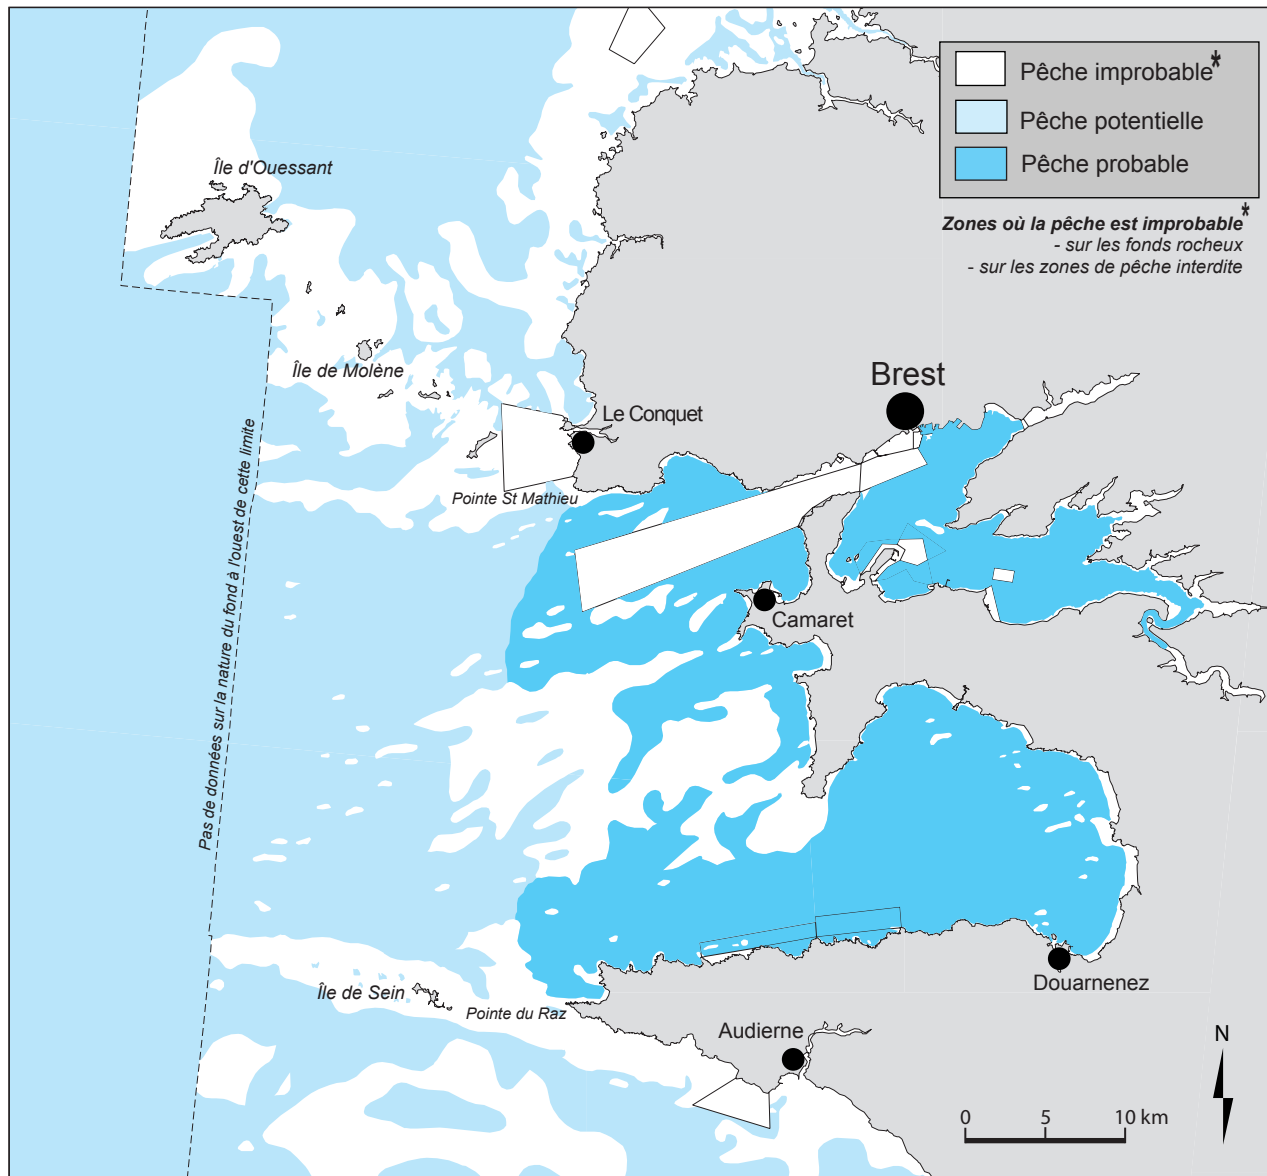 Pêche improbable*
Pêche potentielle
Pêche probable
Zones où la pêche est improbable*
- sur les fonds rocheux
- sur les zones de pêche interdite
Île d'Ouessant
Île de Molène
Brest
Le Conquet
Pointe St Mathieu
Pas de données sur la nature du fond à l'ouest de cette limite
Camaret
Île de Sein
Pointe du Raz
Douarnenez
Audierne
N
0 5 10 km